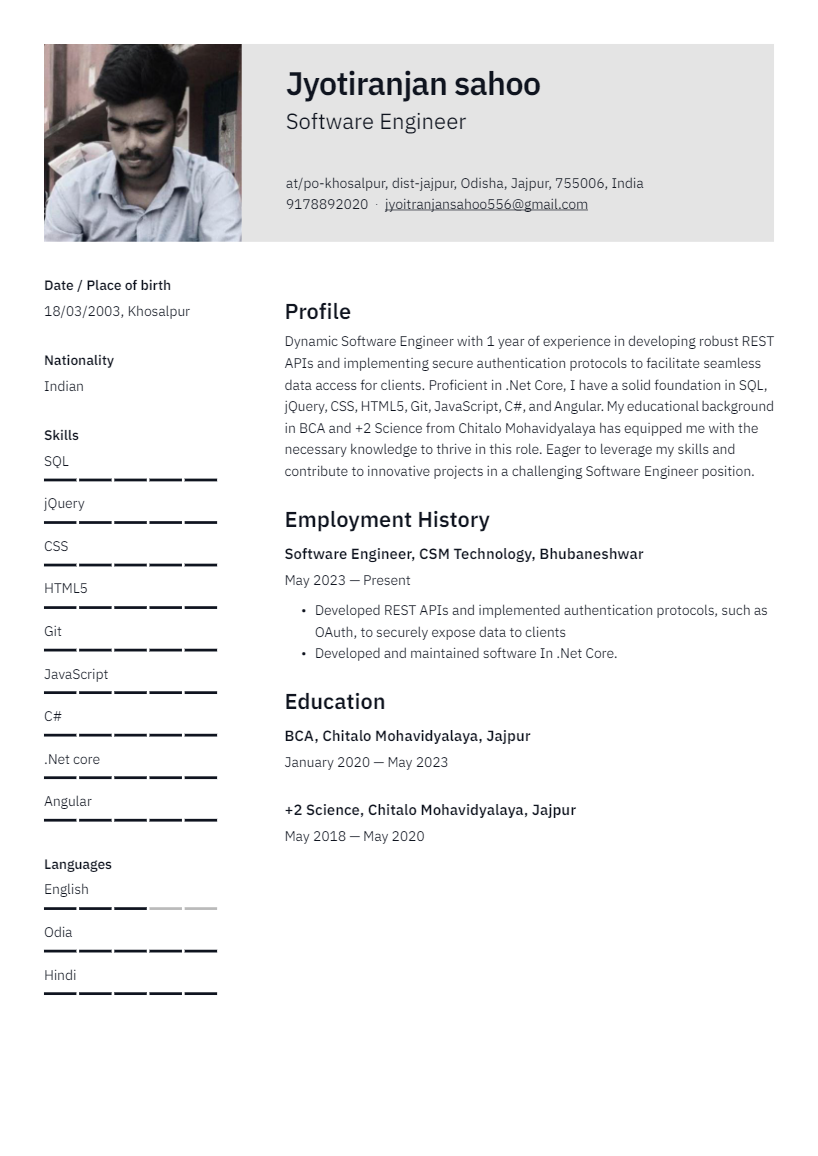 Jyotiranjan sahoo
Software Engineer
at/po-khosalpur, dist-jajpur, Odisha, Jajpur, 755006, India
9178892020 · jyoitranjansahoo556@gmail.com
Date / Place of birth
18/03/2003, Khosalpur
Nationality
Indian
Skills
SQL
jQuery
CSS
HTML5
Git
JavaScript
C#
.Net core
Angular
Languages
English
Odia
Hindi
Profile
Dynamic Software Engineer with 1 year of experience in developing robust REST
APIs and implementing secure authentication protocols to facilitate seamless
data access for clients. Proficient in .Net Core, I have a solid foundation in SQL,
jQuery, CSS, HTML5, Git, JavaScript, C#, and Angular. My educational background
in BCA and +2 Science from Chitalo Mohavidyalaya has equipped me with the
necessary knowledge to thrive in this role. Eager to leverage my skills and
contribute to innovative projects in a challenging Software Engineer position.
Employment History
Software Engineer, CSM Technology, Bhubaneshwar
May 2023 — Present
• Developed REST APIs and implemented authentication protocols, such as
OAuth, to securely expose data to clients
• Developed and maintained software In .Net Core.
Education
BCA, Chitalo Mohavidyalaya, Jajpur
January 2020 — May 2023
+2 Science, Chitalo Mohavidyalaya, Jajpur
May 2018 — May 2020